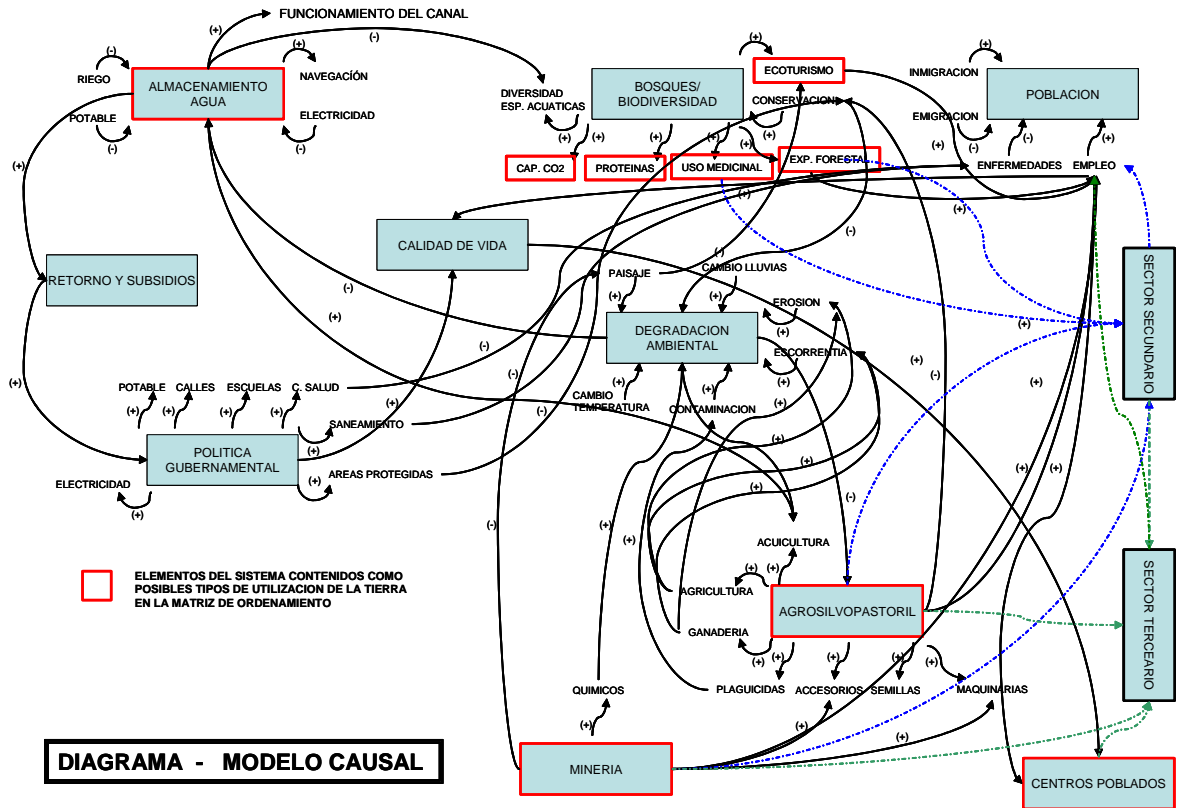 FUNCIONAMIENTO DEL CANAL
(+)
(-)
(-)
(+)
(+)
RIEGO
ALMACENAMIENTO
AGUA
NAVEGACÍÓN
POTABLE
ELECTRICIDAD
(-)
(+)
(+)
DIVERSIDAD
ESP. ACUATICAS
(+)
(+)
BOSQUES/
BIODIVERSIDAD
(+)
ECOTURISMO
CONSERVACION
(+)
(+)
(+)
(+)
CAP. CO2
PROTEINAS
USO MEDICINAL
EXP. FORESTAL
(+)
INMIGRACION
EMIGRACION
(-)
POBLACION
(+)
(-)
(+)
ENFERMEDADES
EMPLEO
(+)
(+)
(-)
(-)
CALIDAD DE VIDA
RETORNO Y SUBSIDIOS
(+)
PAISAJE
CAMBIO LLUVIAS
(+)
(+)
EROSION
(+)
DEGRADACION
AMBIENTAL
ESCORRENTIA
(+)
(+)
(+)
CAMBIO
TEMPERATURA
CONTAMINACION
(-)
(+)
(-)
(-)
(-)
(+)
(+)
(-)
SECTOR SECUNDARIO
POTABLE
CALLES
ESCUELAS
C. SALUD
(+)
(+)
(+)
(+)
SANEAMIENTO
POLITICA
GUBERNAMENTAL
(+)
(+)
AREAS PROTEGIDAS
ELECTRICIDAD
(+)
(+)
(+)
(-)
(+)
(+)
(-)
(+)
(+)
(+)
(+)
ACUICULTURA
(+)
(+)
AGRICULTURA
AGROSILVOPASTORIL
GANADERIA
(+)
(+)
(+)
(+)
(+)
PLAGUICIDAS
ACCESORIOS
SEMILLAS
MAQUINARIAS
SECTOR TERCEARIO
ELEMENTOS DEL SISTEMA CONTENIDOS COMO
POSIBLES TIPOS DE UTILIZACION DE LA TIERRA
EN LA MATRIZ DE ORDENAMIENTO
QUIMICOS
(+)
(+)
(+)
MINERIA
CENTROS POBLADOS
DIAGRAMA - MODELO CAUSAL